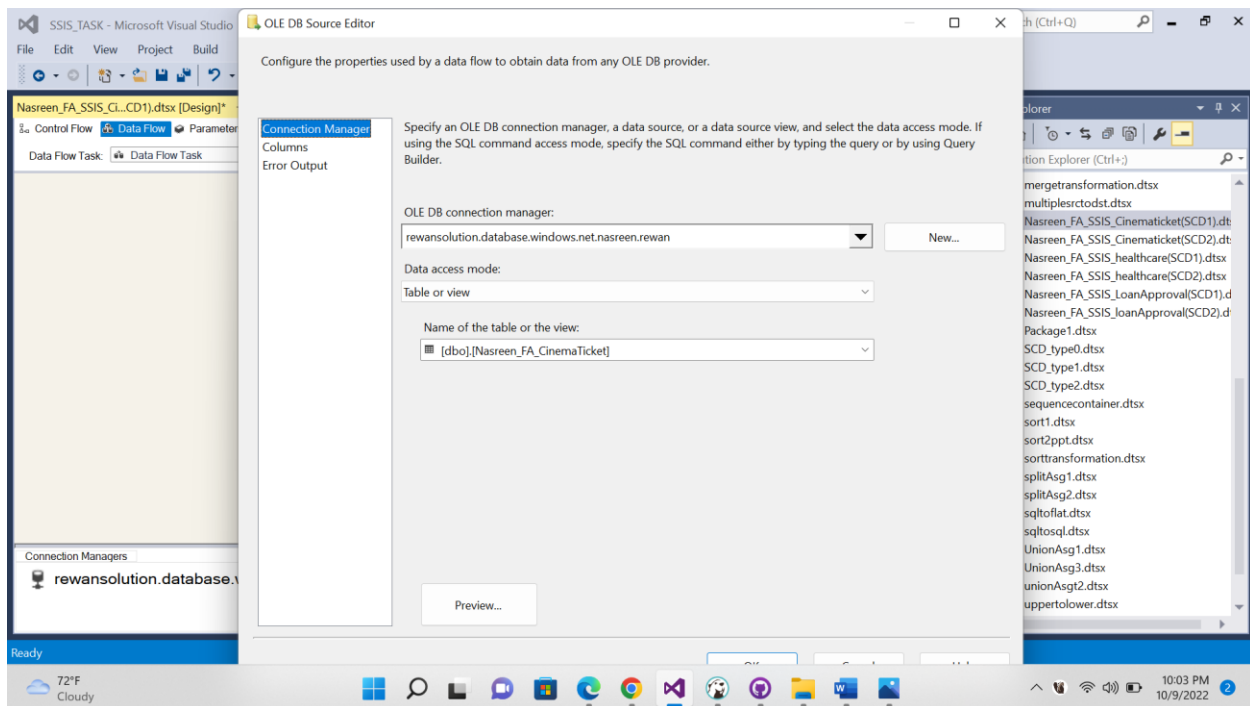 SSIS_TASK - Microsoft Visual Studio
File Edit View Project Build
Nasreen_FA_SSIS_Ci...CD1).dtsx [Design]*
Control Flow Data Flow Parameter
Data Flow Task: Data Flow Task
Connection Managers
rewansolution.database.
Ready
OLE DB Source Editor
Configure the properties used by a data flow to obtain data from any OLE DB provider.
Connection Manager
Columns
Error Output
Specify an OLE DB connection manager, a data source, or a data source view, and select the data access mode. If
using the SQL command access mode, specify the SQL command either by typing the query or by using Query
Builder.
OLE DB connection manager:
rewansolution.database.windows.net.nasreen.rewan
New...
Data access mode:
Table or view
Name of the table or the view:
[dbo].[Nasreen_FA_CinemaTicket]
Preview...
(Ctrl+Q)
plorer
tion Explorer (Ctrl+;)
mergetransformation.dtsx
multiplesrctodst.dtsx
Nasreen_FA_SSIS_Cinematicket(SCD1).dt
Nasreen_FA_SSIS_Cinematicket(SCD2).dt
Nasreen_FA_SSIS_healthcare(SCD1).dtsx
Nasreen_FA_SSIS_healthcare(SCD2).dtsx
Nasreen_FA_SSIS_LoanApproval(SCD1).d
Nasreen_FA_SSIS_loanApproval(SCD2).d
Package1.dtsx
SCD_type0.dtsx
SCD_type1.dtsx
SCD_type2.dtsx
sequencecontainer.dtsx
sort1.dtsx
sort2ppt.dtsx
sorttransformation.dtsx
splitAsg1.dtsx
splitAsg2.dtsx
sqltoflat.dtsx
sqltosql.dtsx
UnionAsg1.dtsx
UnionAsg3.dtsx
unionAsgt2.dtsx
uppertolower.dtsx
72°F
Cloudy
10:03 PM
10/9/2022
2